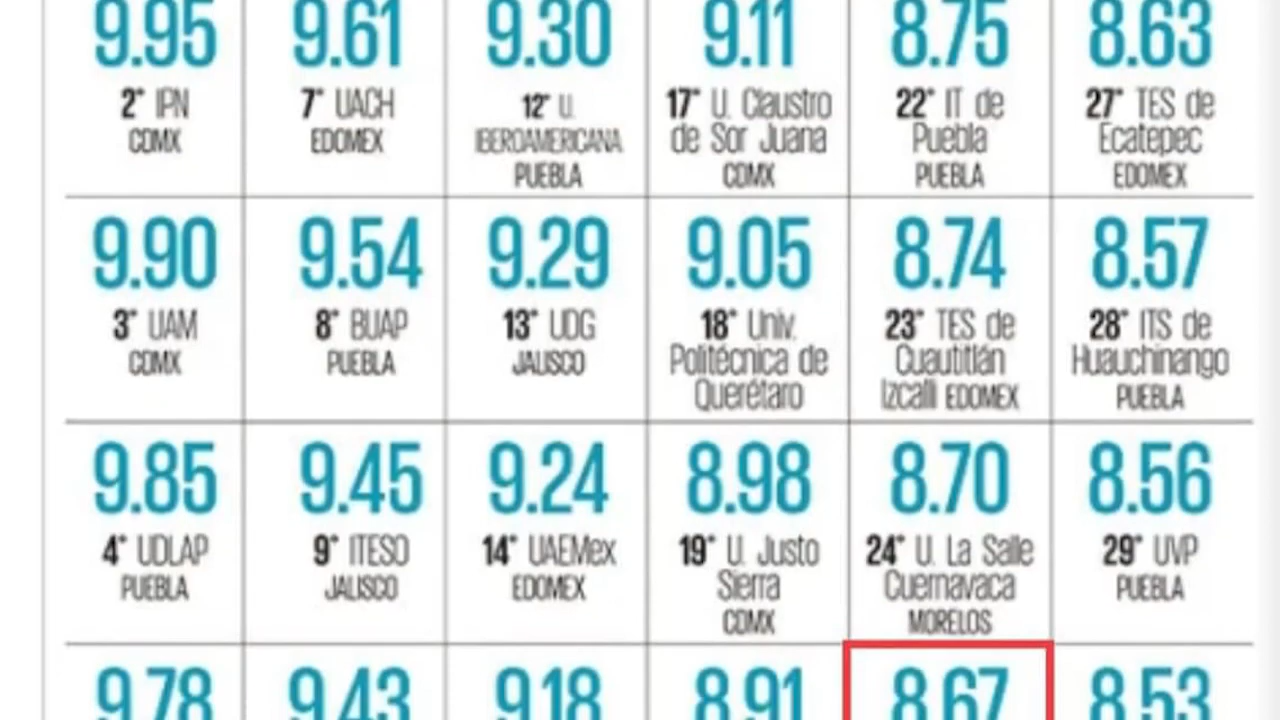 9.95
2° IPN
CDMX
9.61
7° UACH
EDOMEX
9.30
12° U.
IBEROAMERICANA
PUEBLA
9.11
17° U. Claustro
de Sor Juana
CDMX
8.75
22° IT de
Puebla
PUEBLA
8.63
27° TES de
Ecatepec
EDOMEX
9.90
3° UAM
CDMX
9.54
8° BUAP
PUEBLA
9.29
13° UDG
JALISCO
9.05
18° Univ.
Politécnica de
Querétaro
8.74
23° TES de
Cuautitlán
Izcalli EDOMEX
8.57
28° ITS de
Huauchinango
PUEBLA
9.85
4° UDLAP
PUEBLA
9.45
9° ITESO
JALISCO
9.24
14° UAEMex
EDOMEX
8.98
19° U. Justo
Sierra
CDMX
8.70
24° U. La Salle
Cuernavaca
MORELOS
8.56
29° UVP
PUEBLA
9.78
9.43
9.18
8.91
8.67
8.53